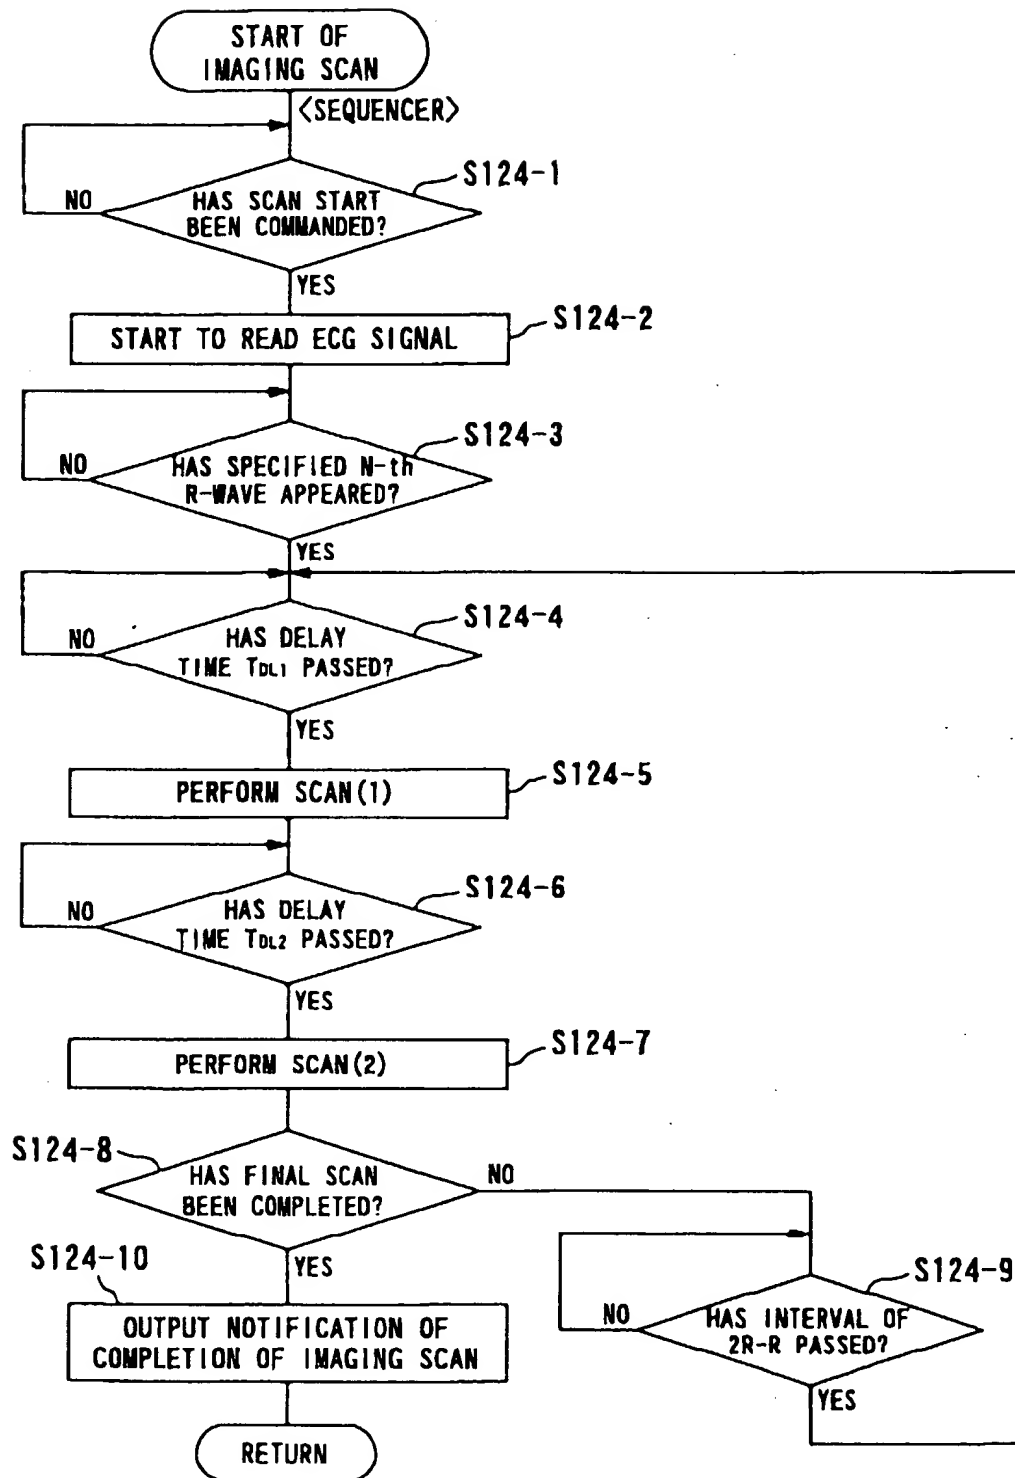 START OF
IMAGING SCAN
<SEQUENCER>
S124-1
NO
HAS SCAN START
BEEN COMMANDED?
YES
S124-2
START TO READ ECG SIGNAL
S124-3
NO
HAS SPECIFIED N-th
R-WAVE APPEARED?
YES
S124-4
NO
HAS DELAY
TIME TDL1 PASSED?
YES
S124-5
PERFORM SCAN(1)
S124-6
NO
HAS DELAY
TIME TDL2 PASSED?
YES
S124-7
PERFORM SCAN(2)
S124-8
HAS FINAL SCAN
BEEN COMPLETED?
NO
YES
S124-9
NO
HAS INTERVAL OF
2R-R PASSED?
YES
S124-10
OUTPUT NOTIFICATION OF
COMPLETION OF IMAGING SCAN
RETURN